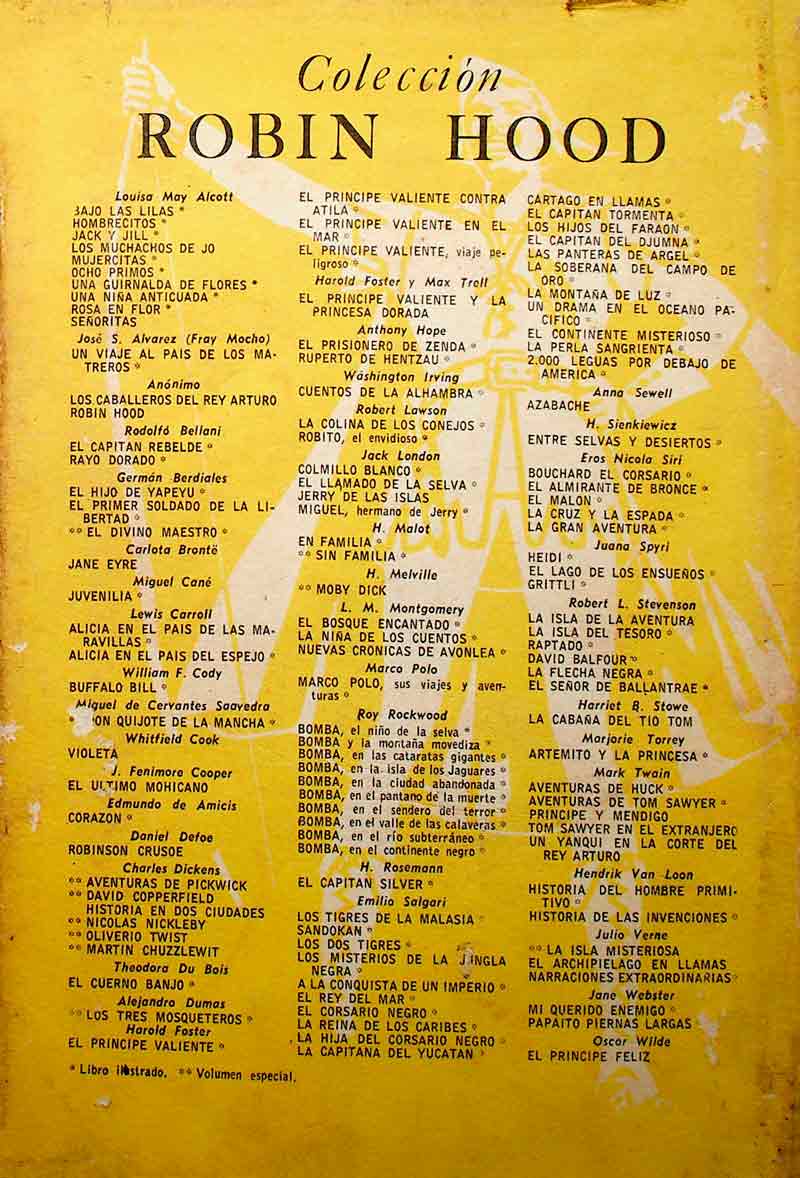 Colección
ROBIN HOOD
Louisa May Alcott
BAJO LAS LILAS *
HOMBRECITOS *
JACK Y JILL *
LOS MUCHACHOS DE JO
MUJERCITAS *
OCHO PRIMOS *
UNA GUIRNALDA DE FLORES *
UNA NIÑA ANTICUADA *
ROSA EN FLOR *
SEÑORITAS
José S. Alvarez (Fray Mocho)
UN VIAJE AL PAIS DE LOS MA-
TREROS *
Anónimo
LOS CABALLEROS DEL REY ARTURO
ROBIN HOOD
Rodolfo Bellani
EL CAPITAN REBELDE *
RAYO DORADO *
Germán Berdiales
EL HIJO DE YAPEYU *
EL PRIMER SOLDADO DE LA LI-
BERTAD *
** EL DIVINO MAESTRO *
Carlota Brontë
JANE EYRE
Miguel Cané
JUVENILIA *
Lewis Carroll
ALICIA EN EL PAIS DE LAS MA-
RAVILLAS *
ALICIA EN EL PAIS DEL ESPEJO *
William F. Cody
BUFFALO BILL *
Miguel de Cervantes Saavedra
* ON QUIJOTE DE LA MANCHA *
Whitfield Cook
VIOLETA
J. Fenimore Cooper
EL ULTIMO MOHICANO
Edmundo de Amicis
CORAZON *
Daniel Defoe
ROBINSON CRUSOE
Charles Dickens
** AVENTURAS DE PICKWICK
** DAVID COPPERFIELD
HISTORIA EN DOS CIUDADES
** NICOLAS NICKLEBY
** OLIVERIO TWIST
** MARTIN CHUZZLEWIT
Theodora Du Bois
EL CUERNO BANJO *
Alejandro Dumas
** LOS TRES MOSQUETEROS *
Harold Foster
EL PRINCIPE VALIENTE *
* Libro ilustrado. ** Volumen especial.
EL PRINCIPE VALIENTE CONTRA
ATILA *
EL PRINCIPE VALIENTE EN EL
MAR *
EL PRINCIPE VALIENTE, viaje pe-
ligroso *
Harold Foster y Max Trell
EL PRINCIPE VALIENTE Y LA
PRINCESA DORADA
Anthony Hope
EL PRISIONERO DE ZENDA *
RUPERTO DE HENTZAU *
Wáshington Irving
CUENTOS DE LA ALHAMBRA *
Robert Lawson
LA COLINA DE LOS CONEJOS *
ROBITO, el envidioso *
Jack London
COLMILLO BLANCO *
EL LLAMADO DE LA SELVA *
JERRY DE LAS ISLAS
MIGUEL, hermano de Jerry *
H. Malot
EN FAMILIA *
** SIN FAMILIA *
H. Melville
** MOBY DICK
L. M. Montgomery
EL BOSQUE ENCANTADO *
LA NIÑA DE LOS CUENTOS *
NUEVAS CRONICAS DE AVONLEA *
Marco Polo
MARCO POLO, sus viajes y aven-
turas *
Roy Rockwood
BOMBA, el niño de la selva *
BOMBA y la montaña movediza *
BOMBA, en las cataratas gigantes *
BOMBA, en la isla de los Jaguares *
BOMBA, en la ciudad abandonada *
BOMBA, en el pantano de la muerte *
BOMBA, en el sendero del terror *
BOMBA, en el valle de las calaveras *
BOMBA, en el río subterráneo *
BOMBA, en el continente negro *
H. Rosemann
EL CAPITAN SILVER *
Emilio Salgari
LOS TIGRES DE LA MALASIA *
SANDOKAN *
LOS DOS TIGRES *
LOS MISTERIOS DE LA JUNGLA
NEGRA *
A LA CONQUISTA DE UN IMPERIO *
EL REY DEL MAR *
EL CORSARIO NEGRO *
LA REINA DE LOS CARIBES *
LA HIJA DEL CORSARIO NEGRO *
LA CAPITANA DEL YUCATAN *
CARTAGO EN LLAMAS *
EL CAPITAN TORMENTA *
LOS HIJOS DEL FARAON *
EL CAPITAN DEL DJUMNA *
LAS PANTERAS DE ARGEL *
LA SOBERANA DEL CAMPO DE
ORO *
LA MONTAÑA DE LUZ *
UN DRAMA EN EL OCEANO PA-
CIFICO *
EL CONTINENTE MISTERIOSO *
LA PERLA SANGRIENTA *
2.000 LEGUAS POR DEBAJO DE
AMERICA *
Anna Sewell
AZABACHE
H. Sienkiewicz
ENTRE SELVAS Y DESIERTOS *
Eros Nicola Siri
BOUCHARD EL CORSARIO *
EL ALMIRANTE DE BRONCE *
EL MALON *
LA CRUZ Y LA ESPADA *
LA GRAN AVENTURA *
Juana Spyri
HEIDI *
EL LAGO DE LOS ENSUEÑOS *
GRITTLI *
Robert L. Stevenson
LA ISLA DE LA AVENTURA
LA ISLA DEL TESORO *
RAPTADO *
DAVID BALFOUR *
LA FLECHA NEGRA *
EL SEÑOR DE BALLANTRAE *
Harriet B. Stowe
LA CABAÑA DEL TIO TOM
Marjorie Torrey
ARTEMITO Y LA PRINCESA *
Mark Twain
AVENTURAS DE HUCK *
AVENTURAS DE TOM SAWYER *
PRINCIPE Y MENDIGO
TOM SAWYER EN EL EXTRANJERO
UN YANQUI EN LA CORTE DEL
REY ARTURO
Hendrik Van Loon
HISTORIA DEL HOMBRE PRIMI-
TIVO *
HISTORIA DE LAS INVENCIONES *
Julio Verne
** LA ISLA MISTERIOSA
EL ARCHIPIELAGO EN LLAMAS
NARRACIONES EXTRAORDINARIAS *
Jane Webster
MI QUERIDO ENEMIGO *
PAPAITO PIERNAS LARGAS *
Oscar Wilde
EL PRINCIPE FELIZ